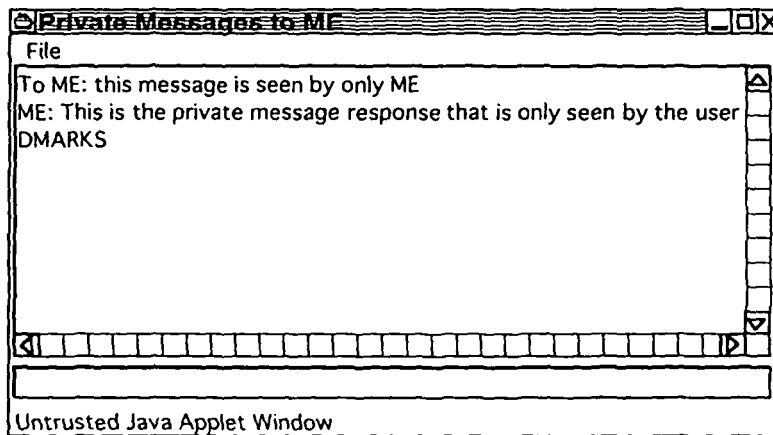 Private Messages to ME
File
To ME: this message is seen by only ME
ME: This is the private message response that is only seen by the user
DMARKS
Untrusted Java Applet Window